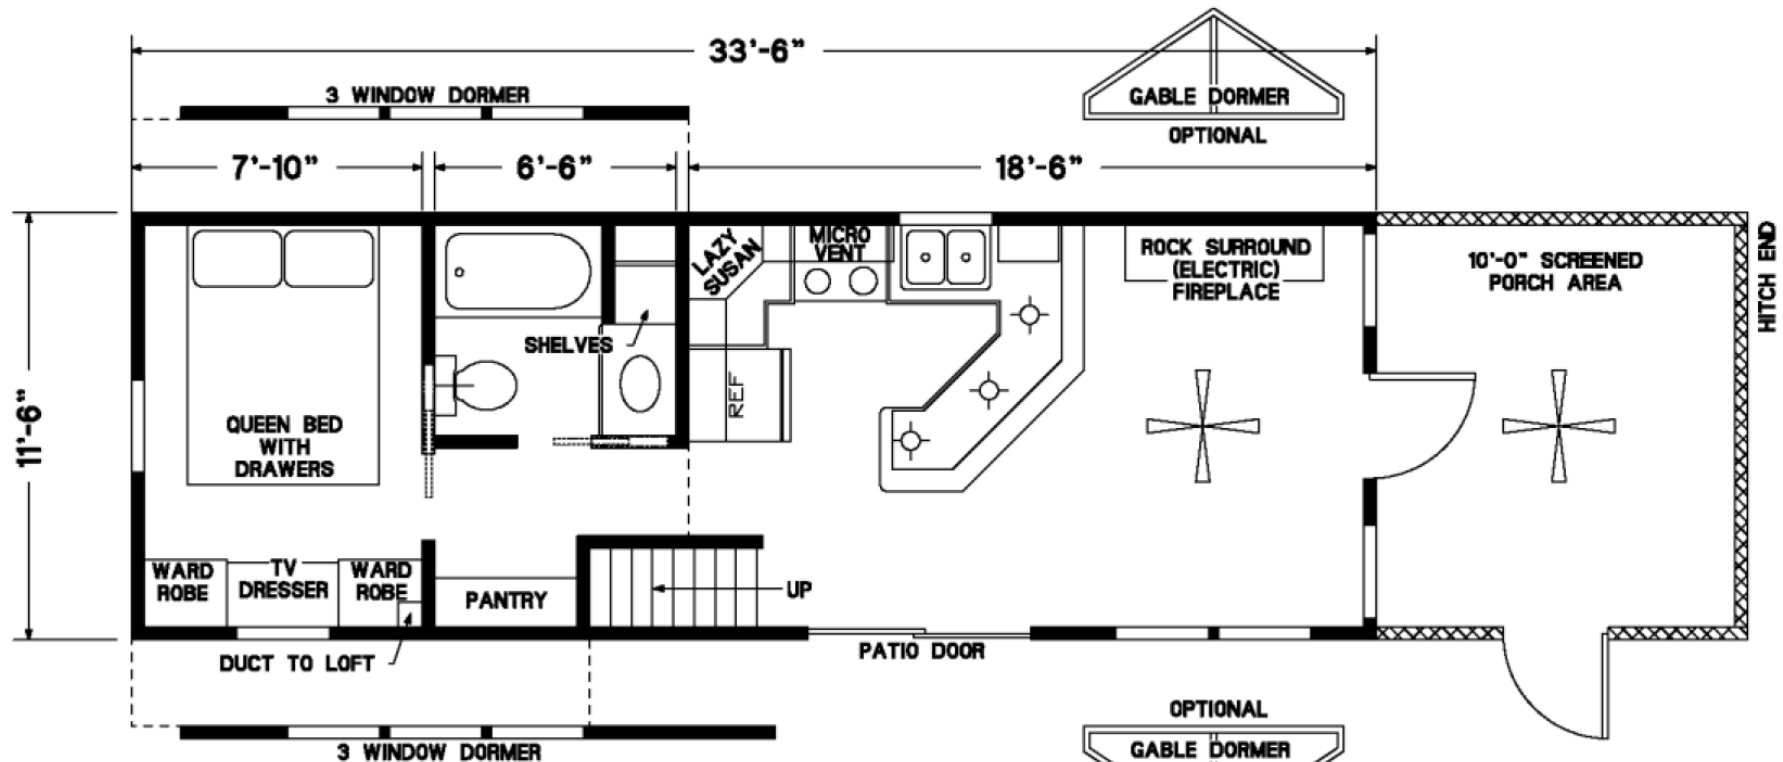 33'-6"
3 WINDOW DORMER
GABLE DORMER
OPTIONAL
7'-10"
6'-6"
18'-6"
LAZY
SUSAN
MICRO
VENT
ROCK SURROUND
(ELECTRIC)
FIREPLACE
10'-0" SCREENED
PORCH AREA
HITCH END
SHELVES
REF
11'-6"
QUEEN BED
WITH
DRAWERS
WARD
ROBE
TV
DRESSER
WARD
ROBE
PANTRY
UP
DUCT TO LOFT
PATIO DOOR
OPTIONAL
3 WINDOW DORMER
GABLE DORMER